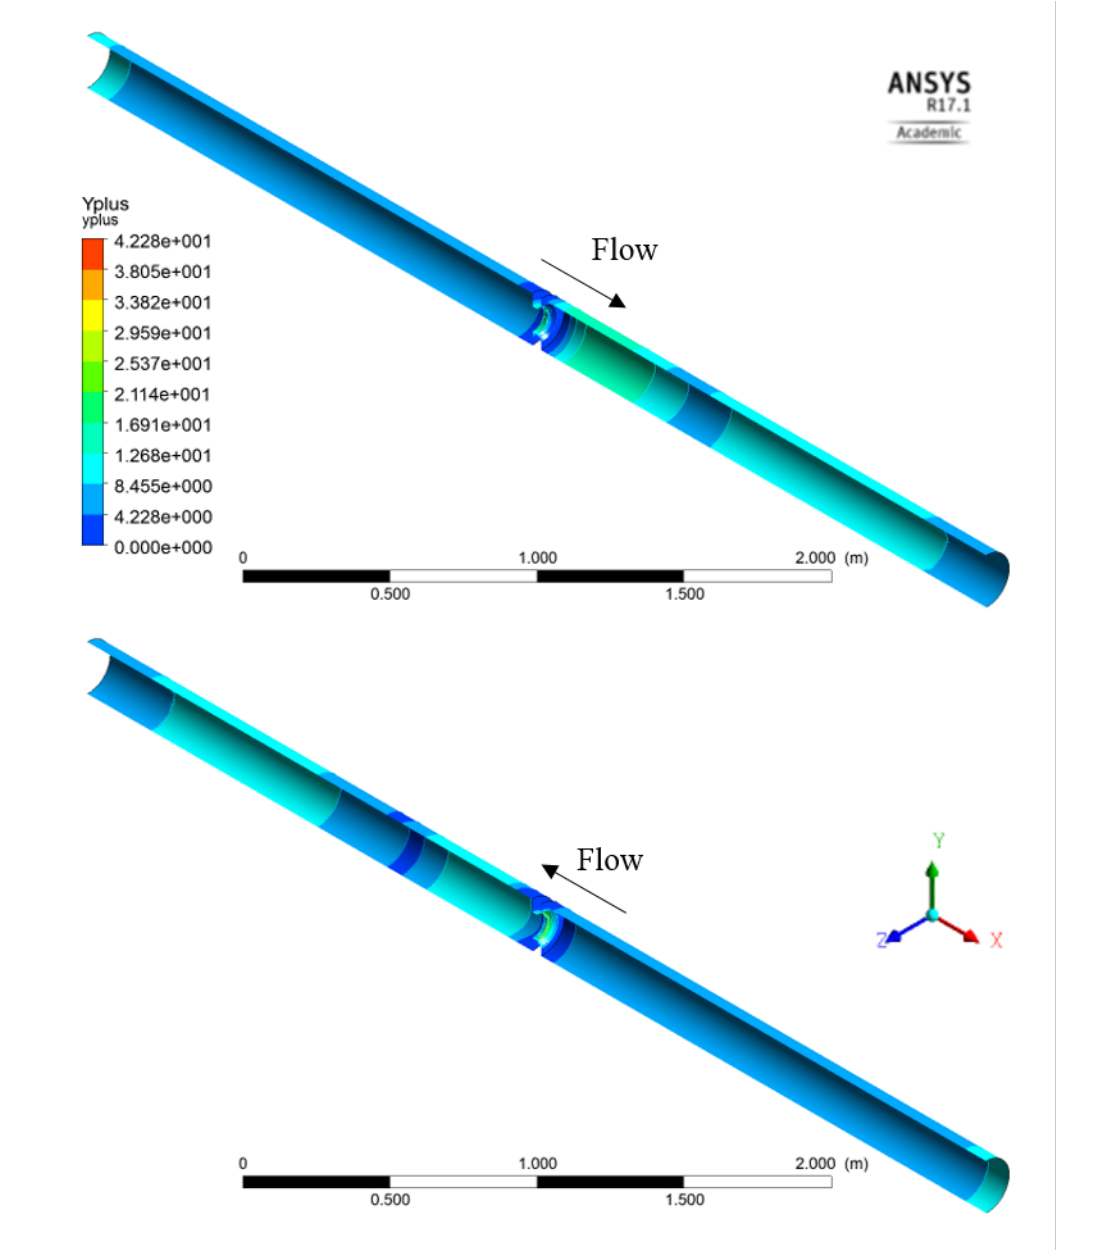 ANSYS
R17.1
Academic
Yplus
yplus
4.228e+001
3.805e+001
3.382e+001
2.959e+001
2.537e+001
2.114e+001
1.691e+001
1.268e+001
8.455e+000
4.228e+000
0.000e+000
Flow
0 1.000 2.000 (m)
0.500 1.500
Flow
Y
Z X
0 1.000 2.000 (m)
0.500 1.500